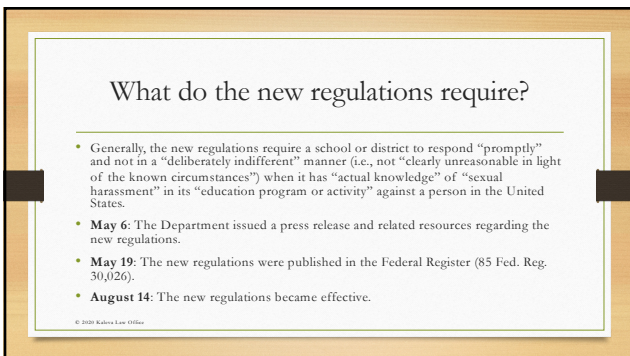 What do the new regulations require?
• Generally, the new regulations require a school or district to respond “promptly”
and not in a “deliberately indifferent” manner (i.e., not “clearly unreasonable in light
of the known circumstances”) when it has “actual knowledge” of “sexual
harassment” in its “education program or activity” against a person in the United
States.
• May 6: The Department issued a press release and related resources regarding the
new regulations.
• May 19: The new regulations were published in the Federal Register (85 Fed. Reg.
30,026).
• August 14: The new regulations became effective.
© 2020 Kaleva Law Office